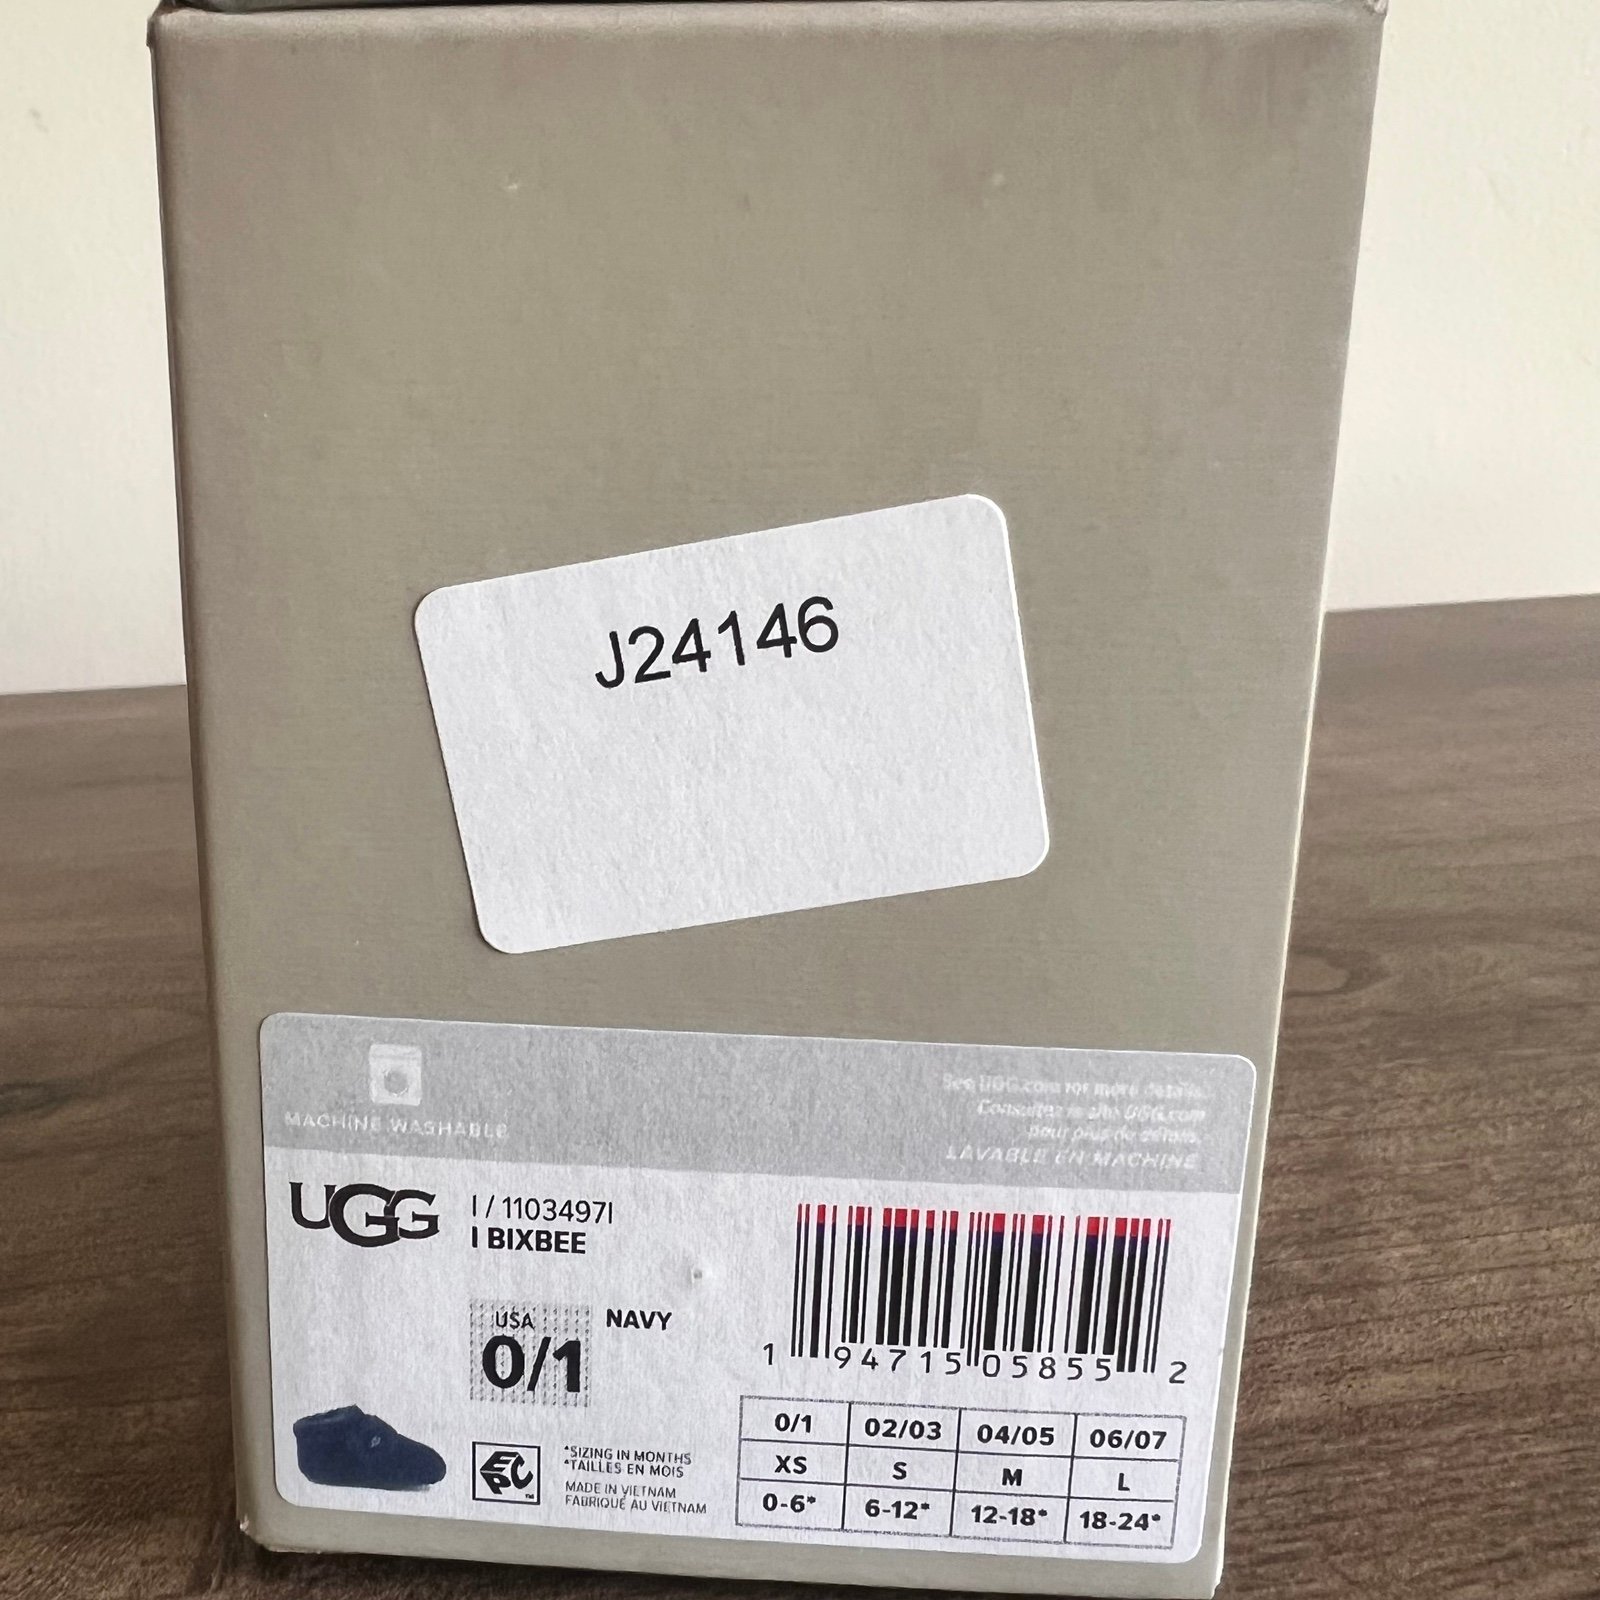 J24146
MACHINE WASHABLE
See UGG.com for more details.
Consultez le site UGG.com
pour plus de détails.
LAVABLE EN MACHINE
UGG
I / 1103497I
I BIXBEE
USA
0/1
NAVY
1 94715 05855 2
0/1 02/03 04/05 06/07
XS S M L
0-6* 6-12* 12-18* 18-24*
EPC
*SIZING IN MONTHS
*TAILLES EN MOIS
MADE IN VIETNAM
FABRIQUÉ AU VIETNAM